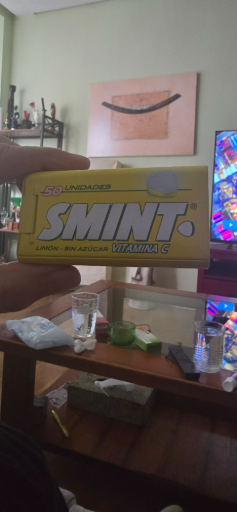 50 UNIDADES
SMINT®
LIMÓN - SIN AZÚCAR VITAMINA C